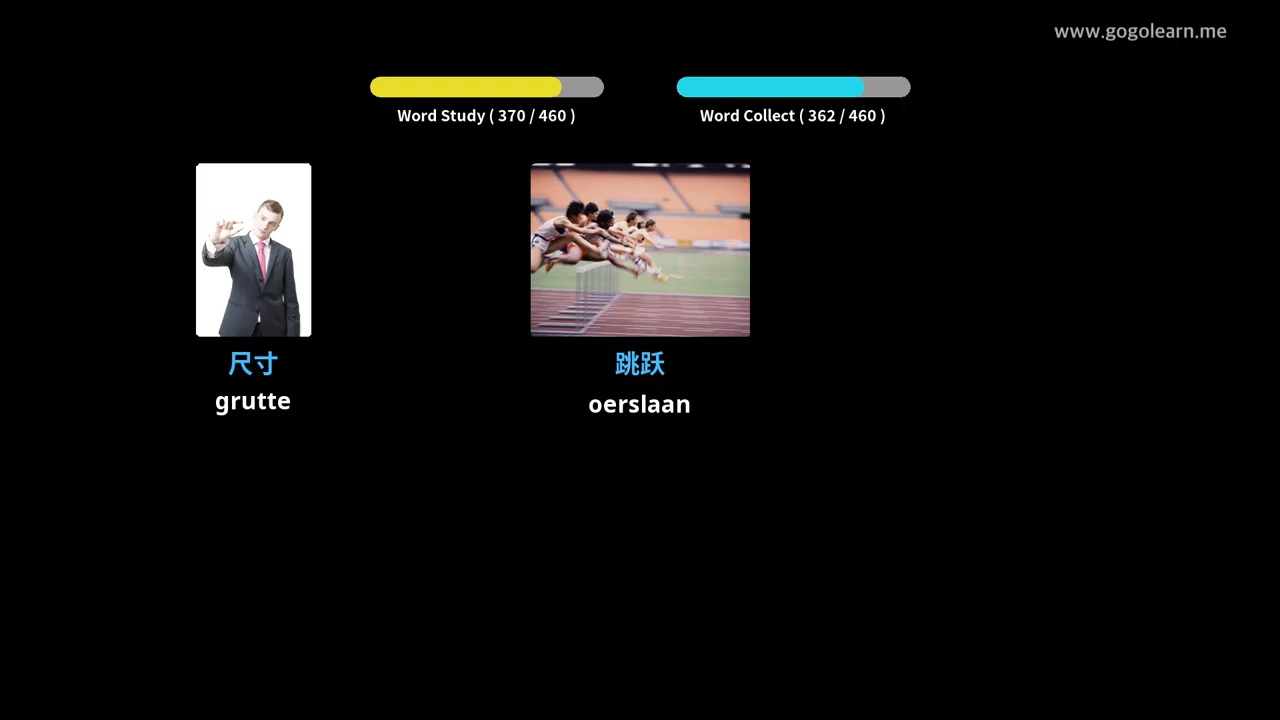 www.gogolearn.me
Word Study ( 370 / 460 )
Word Collect ( 362 / 460 )
尺寸
grutte
跳跃
oerslaan